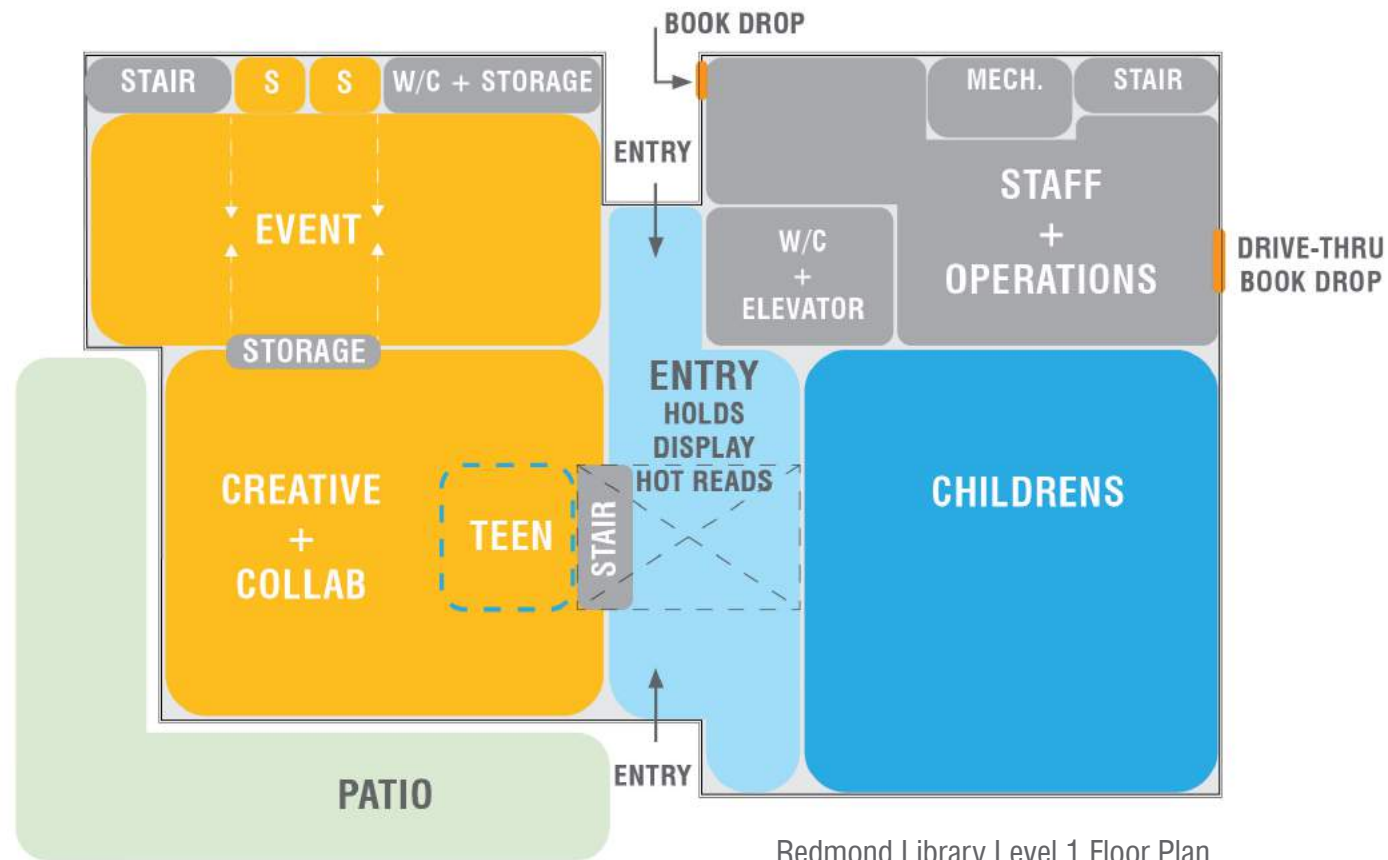 BOOK DROP
STAIR
S
S
W/C + STORAGE
MECH.
STAIR
ENTRY
EVENT
STAFF
+
OPERATIONS
W/C
+
ELEVATOR
DRIVE-THRU
BOOK DROP
STORAGE
ENTRY
HOLDS
DISPLAY
HOT READS
CREATIVE
+
COLLAB
TEEN
STAIR
CHILDRENS
ENTRY
PATIO
Redmond Library Level 1 Floor Plan